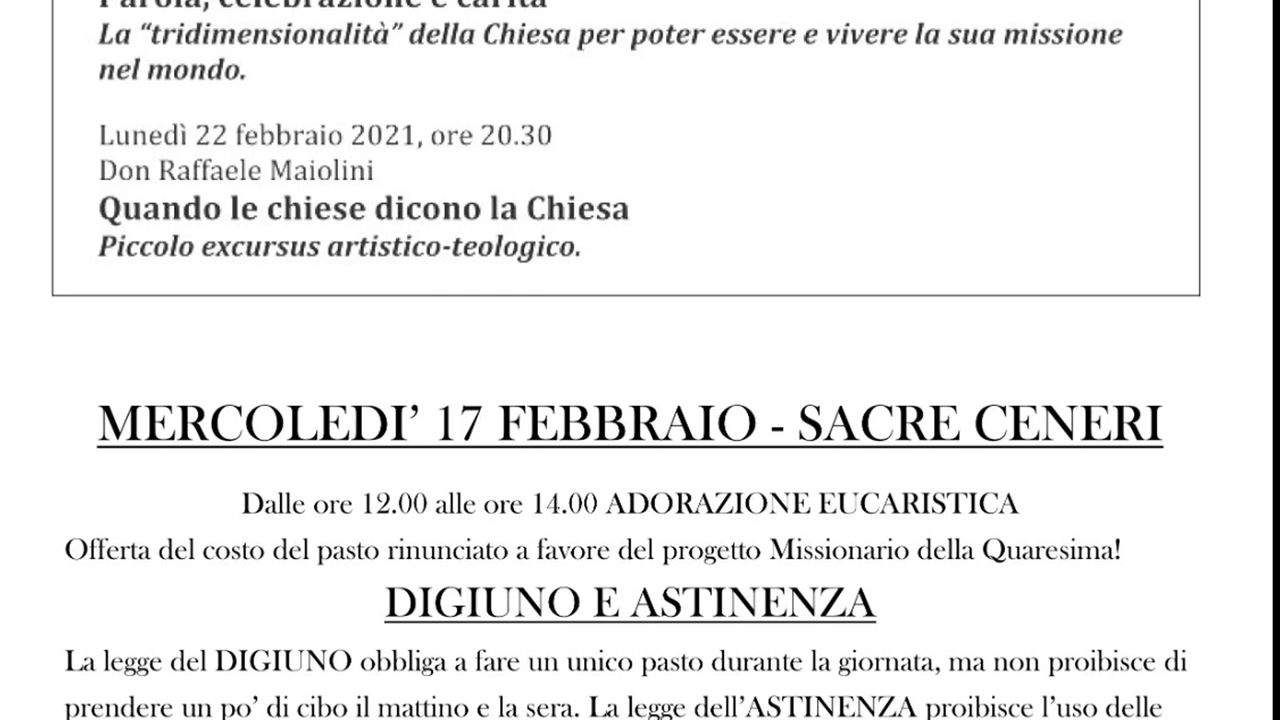 Parola, celebrazione e carità
La “tridimensionalità” della Chiesa per poter essere e vivere la sua missione
nel mondo.
Lunedì 22 febbraio 2021, ore 20.30
Don Raffaele Maiolini
Quando le chiese dicono la Chiesa
Piccolo excursus artistico-teologico.
MERCOLEDI’ 17 FEBBRAIO - SACRE CENERI
Dalle ore 12.00 alle ore 14.00 ADORAZIONE EUCARISTICA
Offerta del costo del pasto rinunciato a favore del progetto Missionario della Quaresima!
DIGIUNO E ASTINENZA
La legge del DIGIUNO obbliga a fare un unico pasto durante la giornata, ma non proibisce di
prendere un po’ di cibo il mattino e la sera. La legge dell’ASTINENZA proibisce l’uso delle